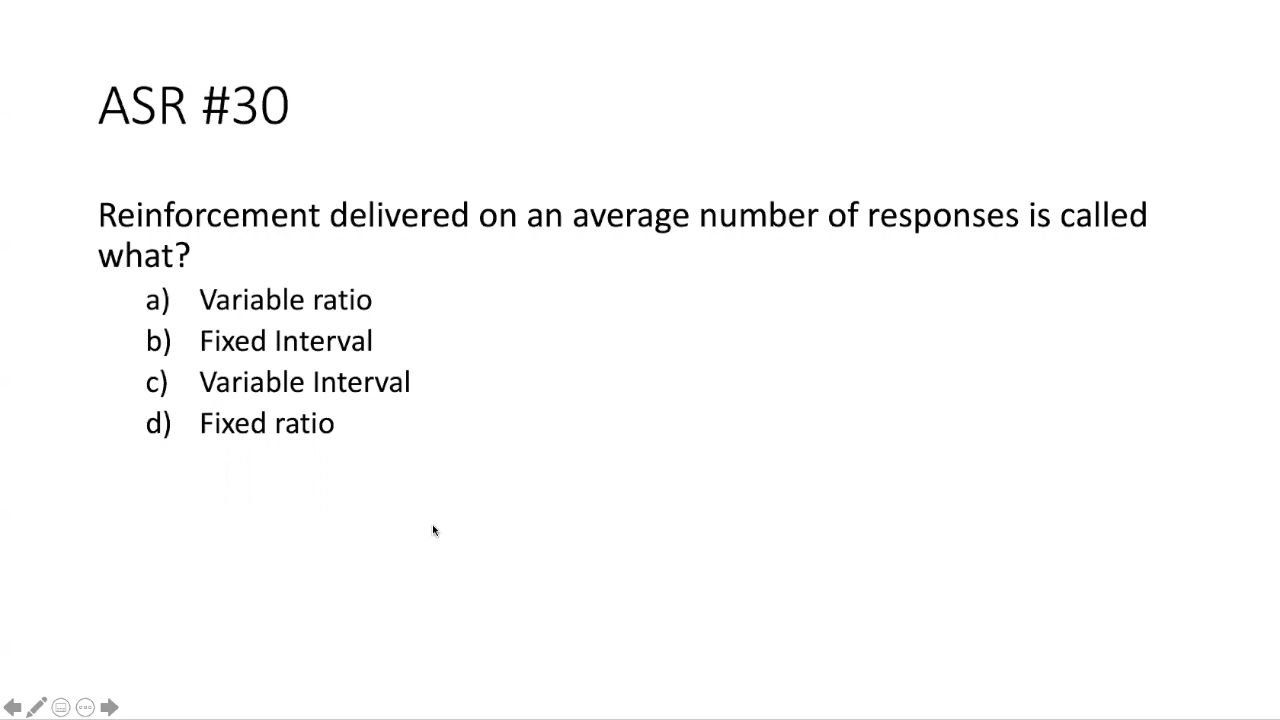 ASR #30
Reinforcement delivered on an average number of responses is called
what?
a) Variable ratio
b) Fixed Interval
c) Variable Interval
d) Fixed ratio